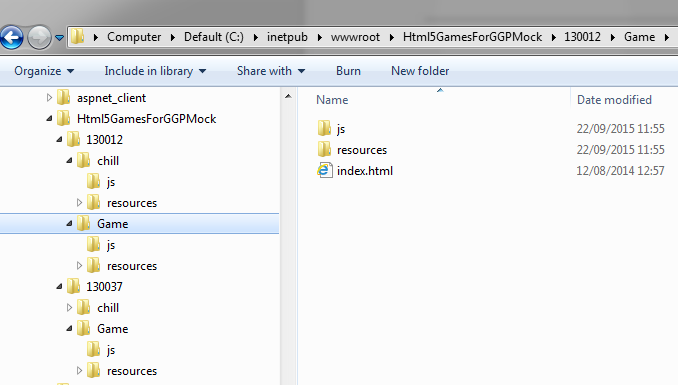 Computer Default (C:) inetpub wwwroot Html5GamesForGGPMock 130012 Game
Organize Include in library Share with Burn New folder
aspnet_client
Html5GamesForGGPMock
130012
chill
js
resources
Game
js
resources
130037
chill
Game
js
resources
Name Date modified
js 22/09/2015 11:55
resources 22/09/2015 11:55
index.html 12/08/2014 12:57